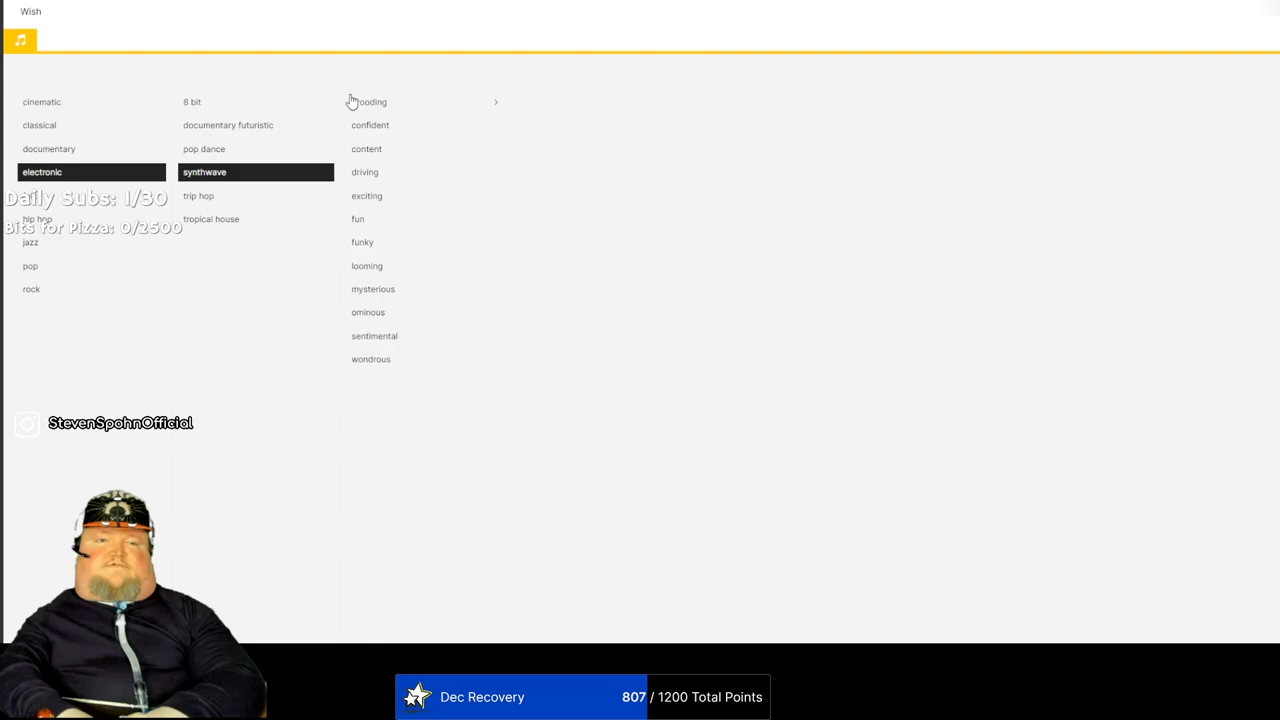 Wish
cinematic
classical
documentary
electronic
hip hop
jazz
pop
rock
8 bit
documentary futuristic
pop dance
synthwave
trip hop
tropical house
confident
content
driving
exciting
fun
funky
looming
mysterious
ominous
sentimental
wondrous
Daily Subs: 1/30
Bits for Pizza: 0/2500
StevenSpohnOfficial
Dec Recovery
807 / 1200 Total Points